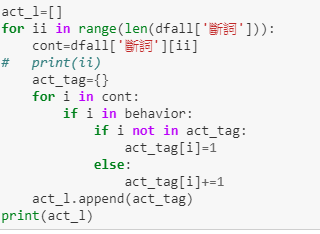 act_l=[]
for ii in range(len(dfall['斷詞'])):
    cont=dfall['斷詞'][ii]
#   print(ii)
    act_tag={}
    for i in cont:
        if i in behavior:
            if i not in act_tag:
                act_tag[i]=1
            else:
                act_tag[i]+=1
    act_l.append(act_tag)
print(act_l)